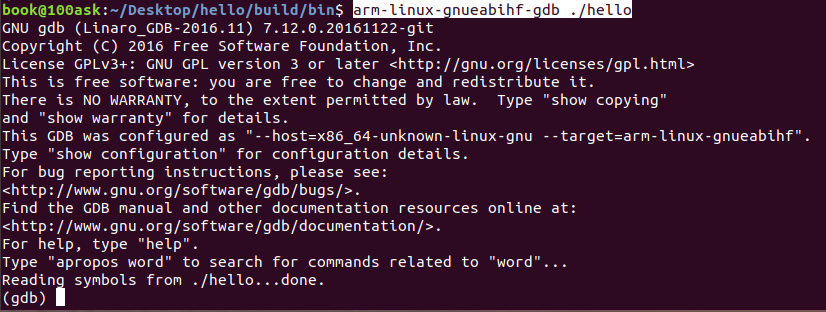 book@100ask:~/Desktop/hello/build/bin$ arm-linux-gnueabihf-gdb ./hello
GNU gdb (Linaro_GDB-2016.11) 7.12.0.20161122-git
Copyright (C) 2016 Free Software Foundation, Inc.
License GPLv3+: GNU GPL version 3 or later <http://gnu.org/licenses/gpl.html>
This is free software: you are free to change and redistribute it.
There is NO WARRANTY, to the extent permitted by law.  Type "show copying"
and "show warranty" for details.
This GDB was configured as "--host=x86_64-unknown-linux-gnu --target=arm-linux-gnueabihf".
Type "show configuration" for configuration details.
For bug reporting instructions, please see:
<http://www.gnu.org/software/gdb/bugs/>.
Find the GDB manual and other documentation resources online at:
<http://www.gnu.org/software/gdb/documentation/>.
For help, type "help".
Type "apropos word" to search for commands related to "word"...
Reading symbols from ./hello...done.
(gdb)